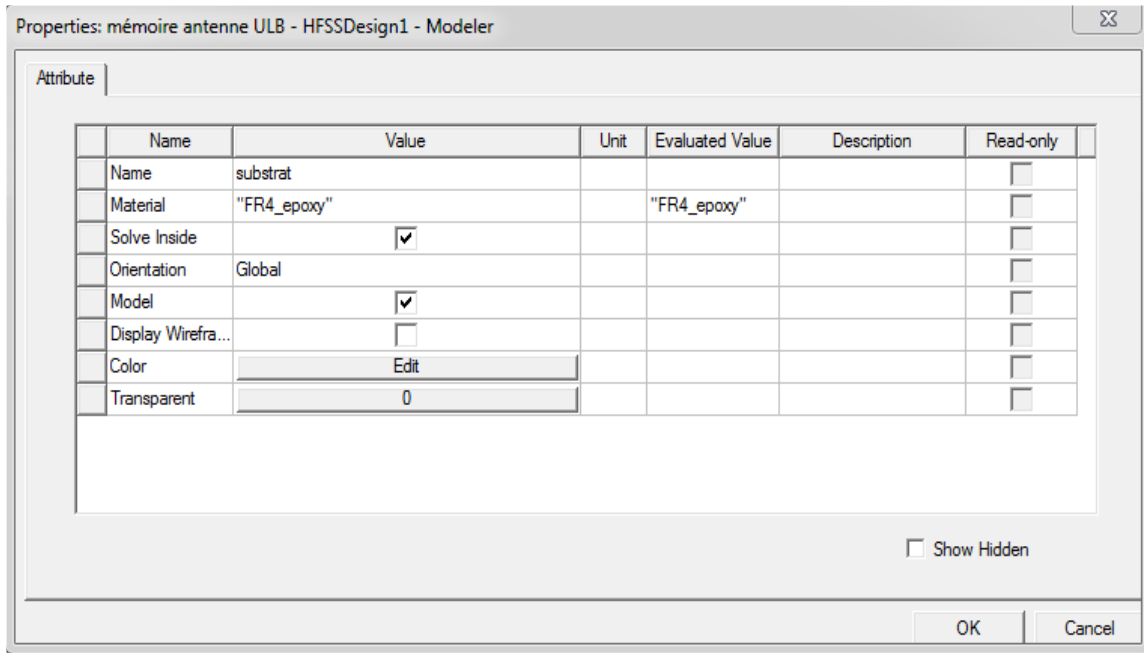 Properties: mémoire antenne ULB - HFSSDesign1 - Modeler
Attribute
Name Value Unit Evaluated Value Description Read-only
Name substrat
Material "FR4_epoxy" "FR4_epoxy"
Solve Inside
Orientation Global
Model
Display Wirefra...
Color Edit
Transparent 0
Show Hidden
OK Cancel